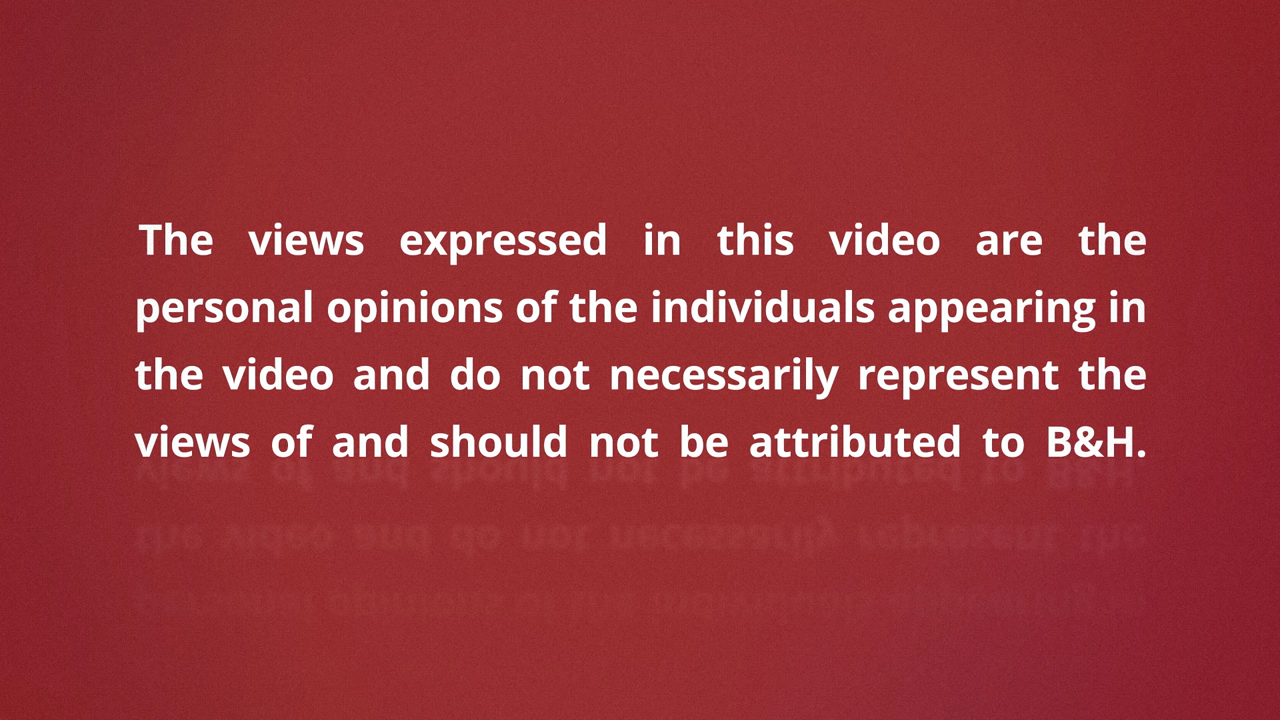 The views expressed in this video are the
personal opinions of the individuals appearing in
the video and do not necessarily represent the
views of and should not be attributed to B&H.